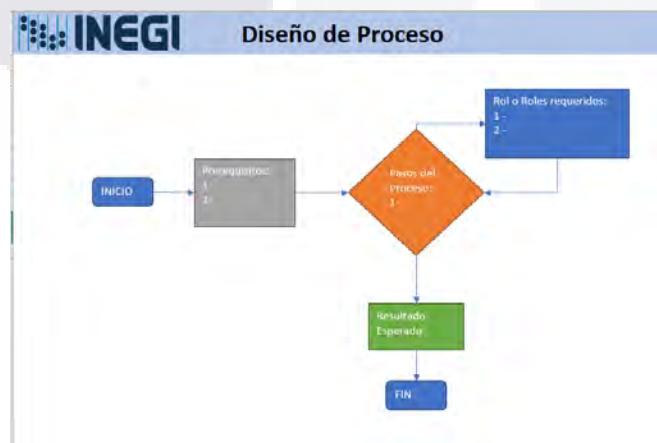 INEGI
Diseño de Proceso
Rol o Roles requeridos:
1 -
2 -
INICIO
Prerequisitos:
1
2-
Pasos del
Proceso:
1-
Resultado
Esperado
FIN